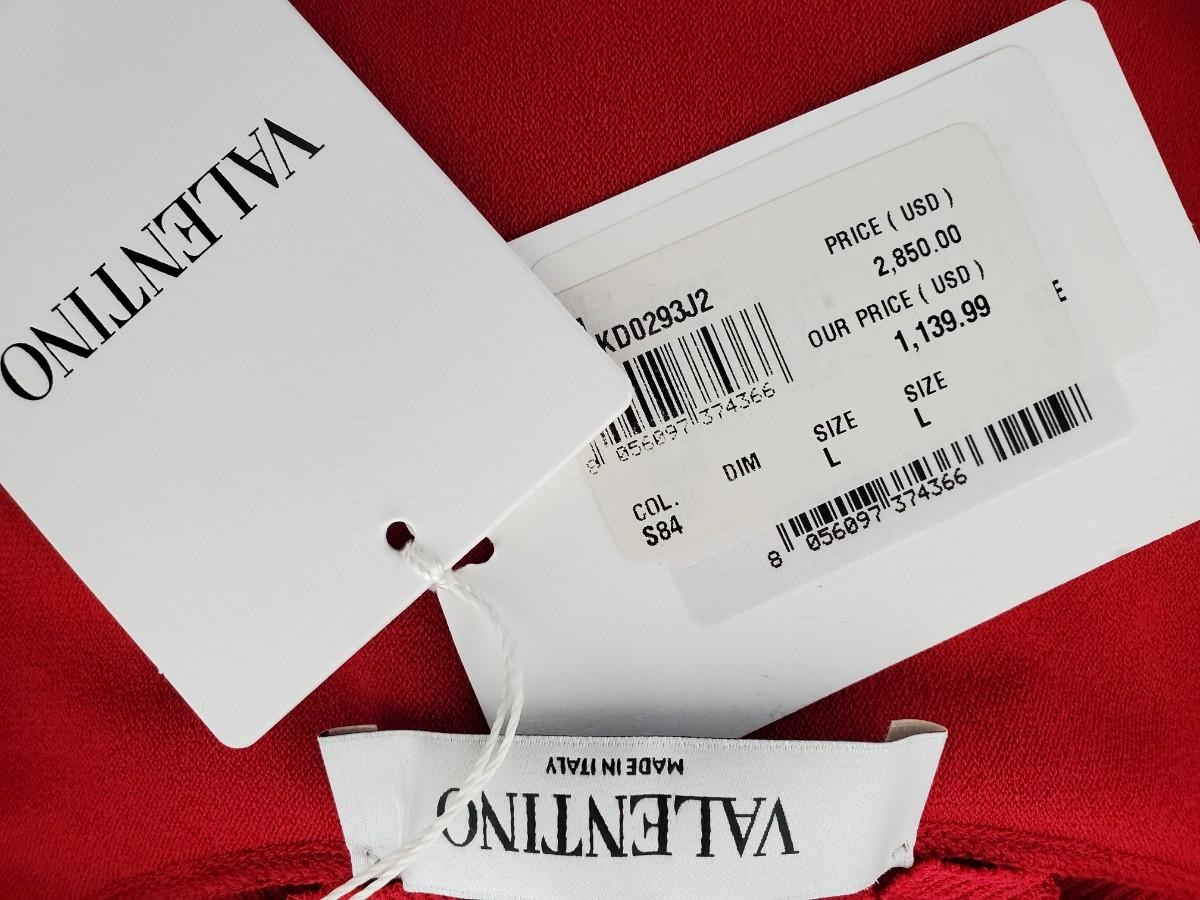 VALENTINO
PRICE ( USD )
2,850.00
OUR PRICE ( USD )
1,139.99
KD0293J2
8 056097 374366
COL.
S84
DIM
SIZE
L
SIZE
L
E
8 056097 374366
MADE IN ITALY
VALENTINO